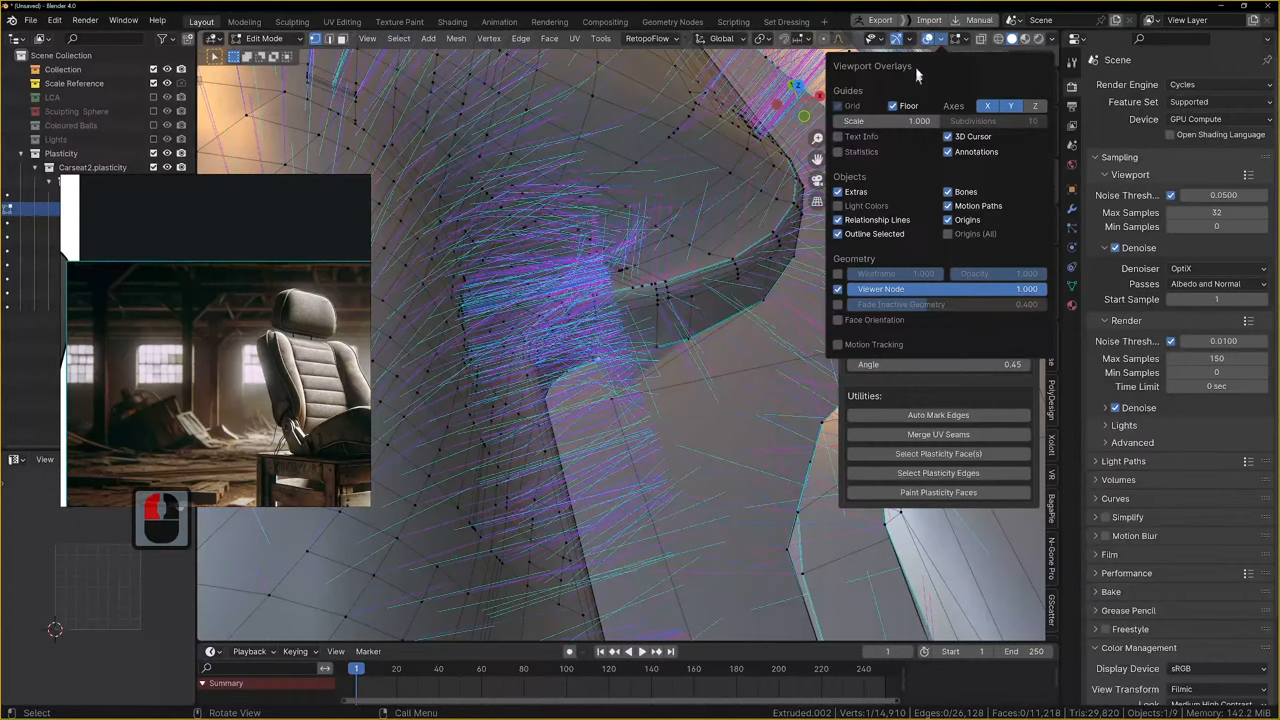 * (Unsaved) - Blender 4.0
File Edit Render Window Help Layout Modeling Sculpting UV Editing Texture Paint Shading Animation Rendering Compositing Geometry Nodes Scripting Set Dressing Export Import Manual Scene View Layer
Edit Mode View Select Add Mesh Vertex Edge Face UV Tools RetopoFlow Global
Scene Collection
Collection
Scale Reference
LCA
Sculpting Sphere
Coloured Balls
Lights
Plasticity
Carseat2.plasticity
View
Viewport Overlays
Guides
Grid Floor Axes X Y Z
Scale 1.000 Subdivisions 10
Text Info 3D Cursor
Statistics Annotations
Objects
Extras Bones
Light Colors Motion Paths
Relationship Lines Origins
Outline Selected Origins (All)
Geometry
Wireframe 1.000 Opacity 1.000
Viewer Node 1.000
Fade Inactive Geometry 0.400
Face Orientation
Motion Tracking
Angle 0.45
Utilities:
Auto Mark Edges
Merge UV Seams
Select Plasticity Face(s)
Select Plasticity Edges
Paint Plasticity Faces
PolyDesign
Xolotl
VR
BagaPie
N-Gone Pro
GScatter
Scene
Render Engine Cycles
Feature Set Supported
Device GPU Compute
Open Shading Language
Sampling
Viewport
Noise Thresh.. 0.0500
Max Samples 32
Min Samples 0
Denoise
Denoiser OptiX
Passes Albedo and Normal
Start Sample 1
Render
Noise Thresh.. 0.0100
Max Samples 150
Min Samples 0
Time Limit 0 sec
Denoise
Lights
Advanced
Light Paths
Volumes
Curves
Simplify
Motion Blur
Film
Performance
Bake
Grease Pencil
Freestyle
Color Management
Display Device sRGB
View Transform Filmic
Playback Keying View Marker 1 Start 1 End 250
1 20 40 60 80 100 120 140 160 180 200 220 240
Summary
Select Rotate View Call Menu Extruded.002 Verts:1/14,910 Edges:0/26,128 Faces:0/11,218 Tris:29,820 Objects:1/9 Memory: 142.2 MiB